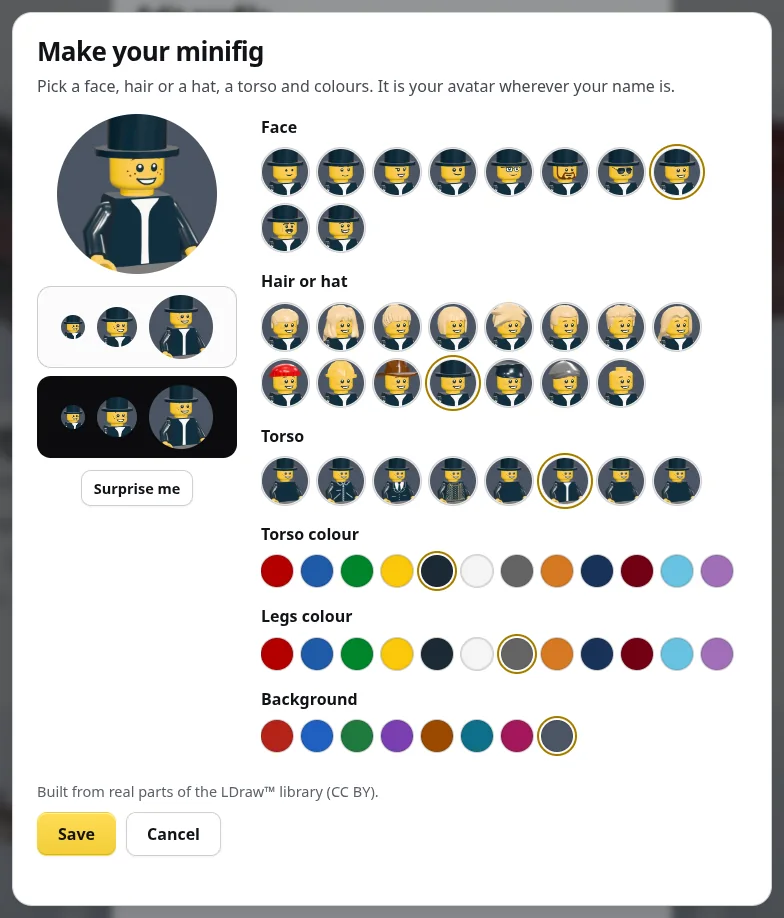 Make your minifig
Pick a face, hair or a hat, a torso and colours. It is your avatar wherever your name is.
Face
Hair or hat
Torso
Torso colour
Legs colour
Background
Surprise me
Built from real parts of the LDraw™ library (CC BY).
Save
Cancel